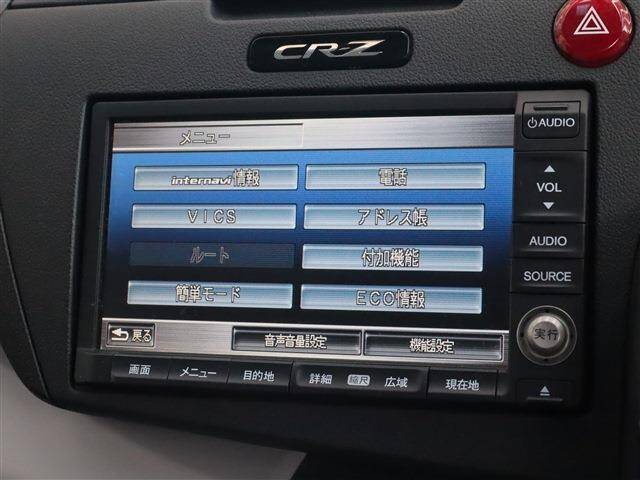 CR-Z
メニュー
internavi情報 電話
VICS アドレス帳
ルート 付加機能
簡単モード ECO情報
戻る 音声音量設定 機能設定
画面 メニュー 目的地 詳細 縮尺 広域 現在地
AUDIO
VOL
AUDIO
SOURCE
実行